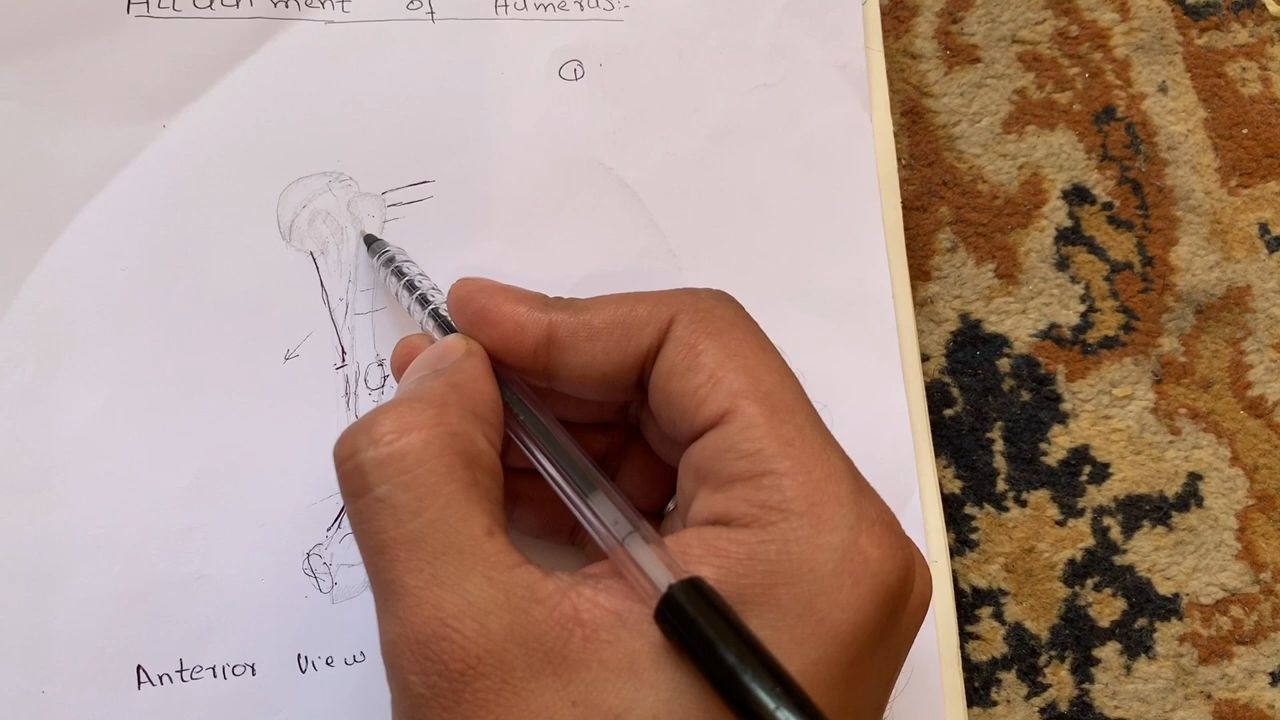 Attachment of Humerus:-
①
Anterior View